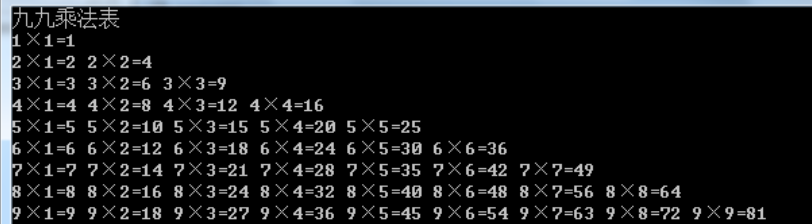 九九乘法表
1×1=1
2×1=2 2×2=4
3×1=3 3×2=6 3×3=9
4×1=4 4×2=8 4×3=12 4×4=16
5×1=5 5×2=10 5×3=15 5×4=20 5×5=25
6×1=6 6×2=12 6×3=18 6×4=24 6×5=30 6×6=36
7×1=7 7×2=14 7×3=21 7×4=28 7×5=35 7×6=42 7×7=49
8×1=8 8×2=16 8×3=24 8×4=32 8×5=40 8×6=48 8×7=56 8×8=64
9×1=9 9×2=18 9×3=27 9×4=36 9×5=45 9×6=54 9×7=63 9×8=72 9×9=81